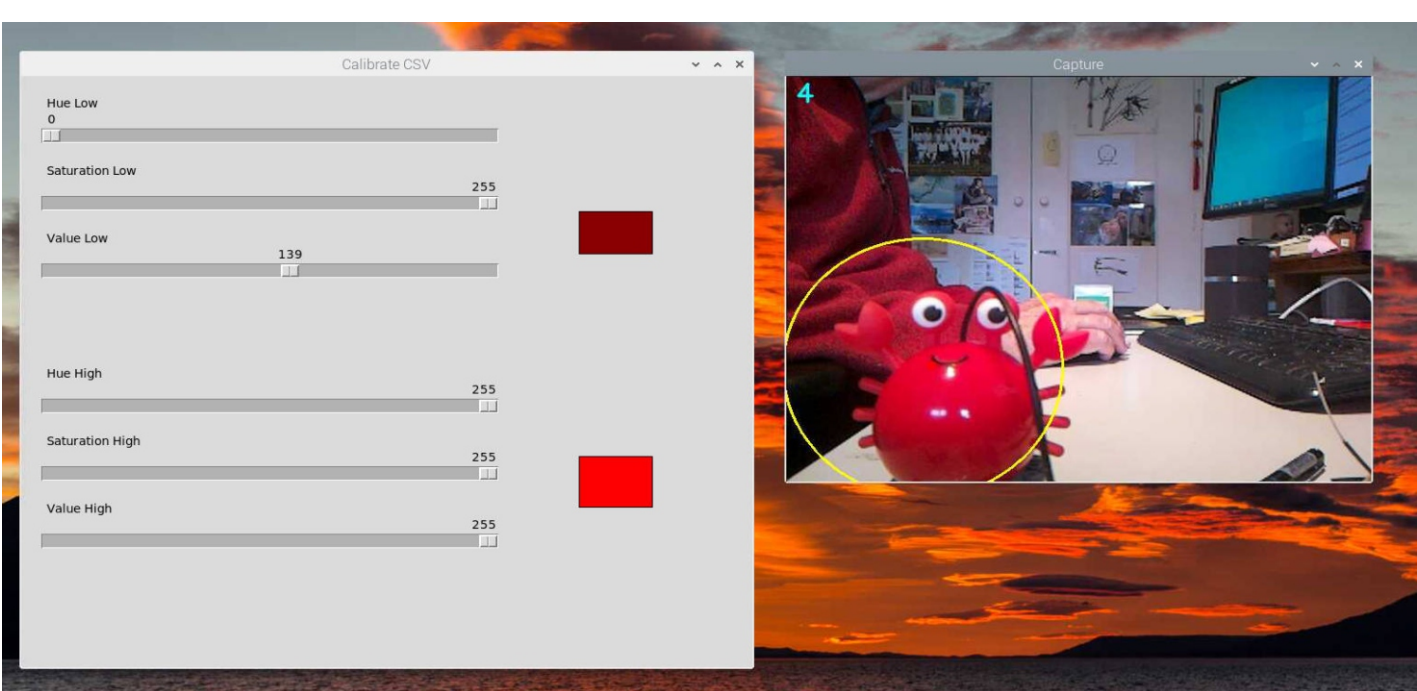 Calibrate CSV
Hue Low
0
Saturation Low
255
Value Low
139
Hue High
255
Saturation High
255
Value High
255
Capture
4